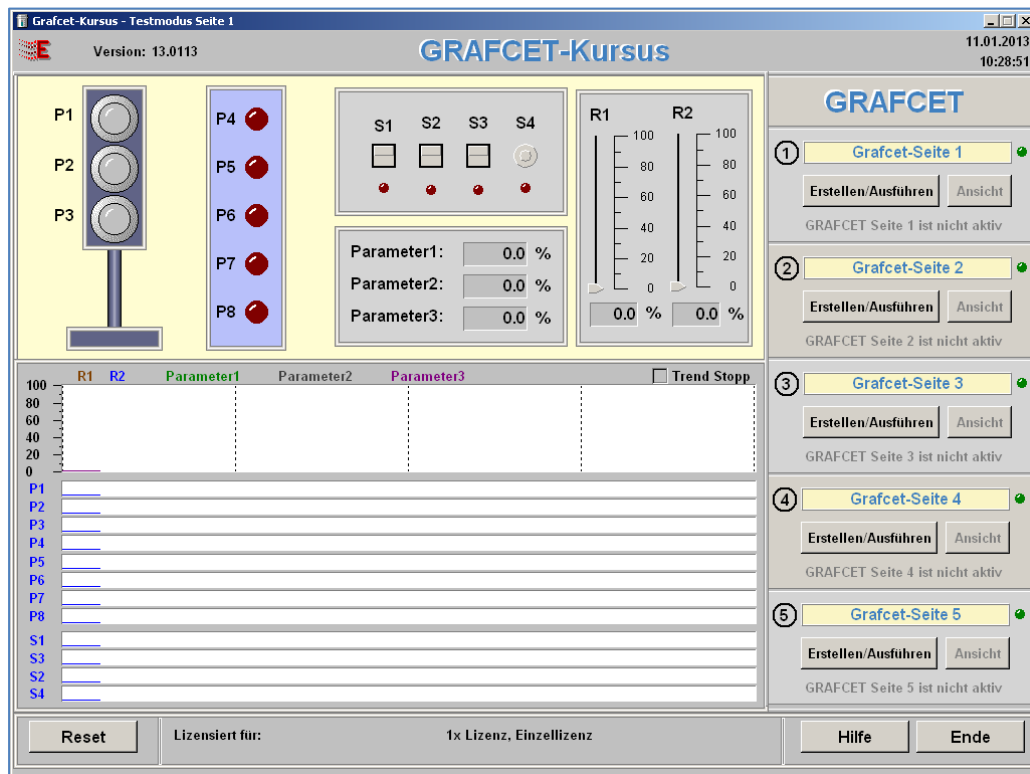 Grafcet-Kursus - Testmodus Seite 1
E
Version: 13.0113
GRAFCET-Kursus
11.01.2013
10:28:51
P1
P2
P3
P4
P5
P6
P7
P8
S1 S2 S3 S4
Parameter1: 0.0 %
Parameter2: 0.0 %
Parameter3: 0.0 %
R1 R2
100 100
80 80
60 60
40 40
20 20
0 0
0.0 % 0.0 %
R1 R2 Parameter1 Parameter2 Parameter3 Trend Stopp
100
80
60
40
20
0
P1
P2
P3
P4
P5
P6
P7
P8
S1
S3
S2
S4
GRAFCET
1 Grafcet-Seite 1
Erstellen/Ausführen Ansicht
GRAFCET Seite 1 ist nicht aktiv
2 Grafcet-Seite 2
Erstellen/Ausführen Ansicht
GRAFCET Seite 2 ist nicht aktiv
3 Grafcet-Seite 3
Erstellen/Ausführen Ansicht
GRAFCET Seite 3 ist nicht aktiv
4 Grafcet-Seite 4
Erstellen/Ausführen Ansicht
GRAFCET Seite 4 ist nicht aktiv
5 Grafcet-Seite 5
Erstellen/Ausführen Ansicht
GRAFCET Seite 5 ist nicht aktiv
Reset Lizensiert für: 1x Lizenz, Einzellizenz Hilfe Ende